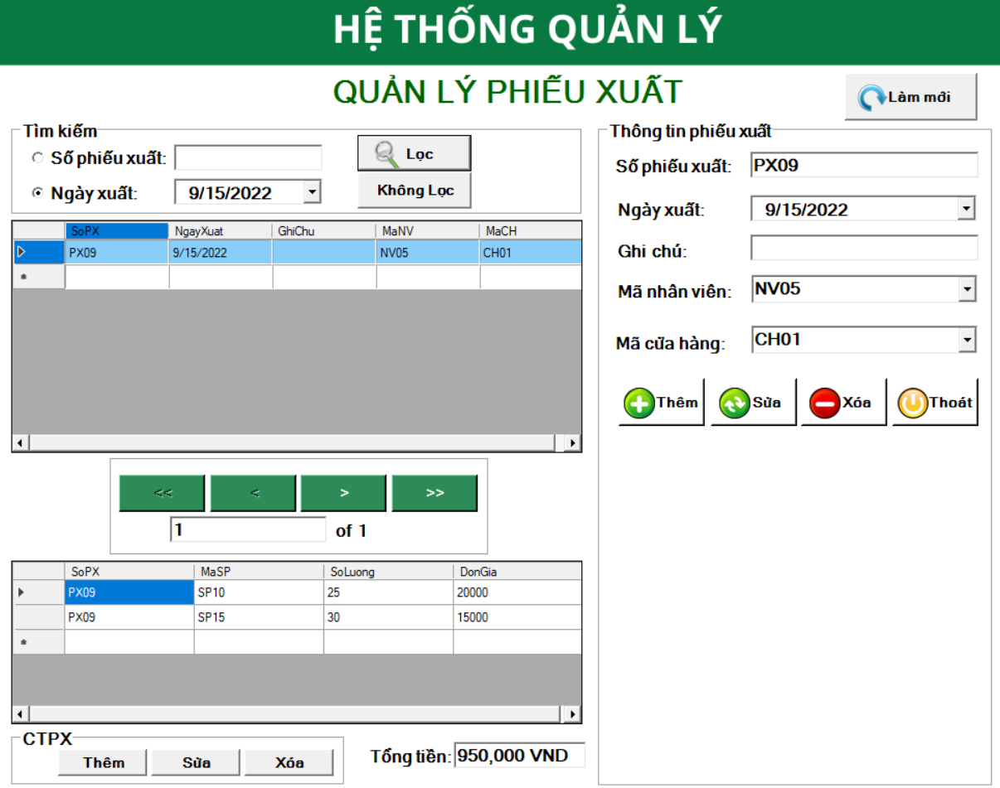 HỆ THỐNG QUẢN LÝ
QUẢN LÝ PHIẾU XUẤT
Làm mới
Tìm kiếm
Số phiếu xuất:
Lọc
Ngày xuất: 9/15/2022
Không Lọc
SoPX NgayXuat GhiChu MaNV MaCH
PX09 9/15/2022 NV05 CH01
<< < > >>
1 of 1
SoPX MaSP SoLuong DonGia
PX09 SP10 25 20000
PX09 SP15 30 15000
CTPX
Thêm Sửa Xóa
Tổng tiền: 950,000 VND
Thông tin phiếu xuất
Số phiếu xuất: PX09
Ngày xuất: 9/15/2022
Ghi chú:
Mã nhân viên: NV05
Mã cửa hàng: CH01
Thêm Sửa Xóa Thoát